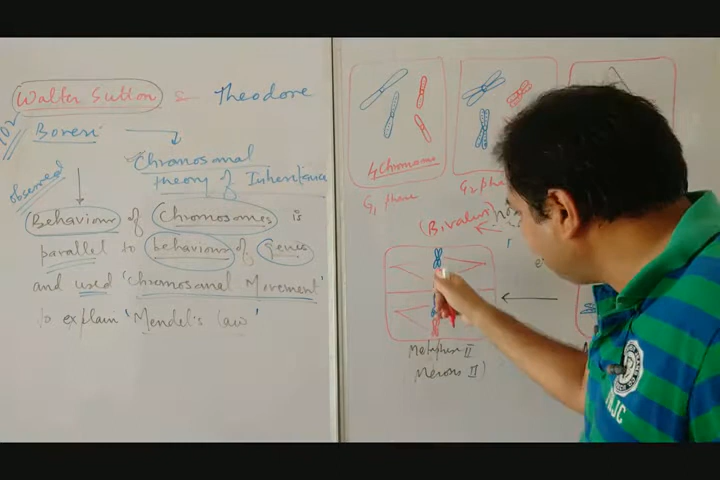 Walter Sutton & Theodore
1902 Boveri
Chromosomal
theory of Inheritance
observed
Behaviour of Chromosomes is
parallel to behaviour of genes
and used 'chromosomal Movement'
to explain 'Mendel's law'
4 Chromosome
G1 phase
G2 phase
(Bivalent)
Metaphase II
Meiosis II)